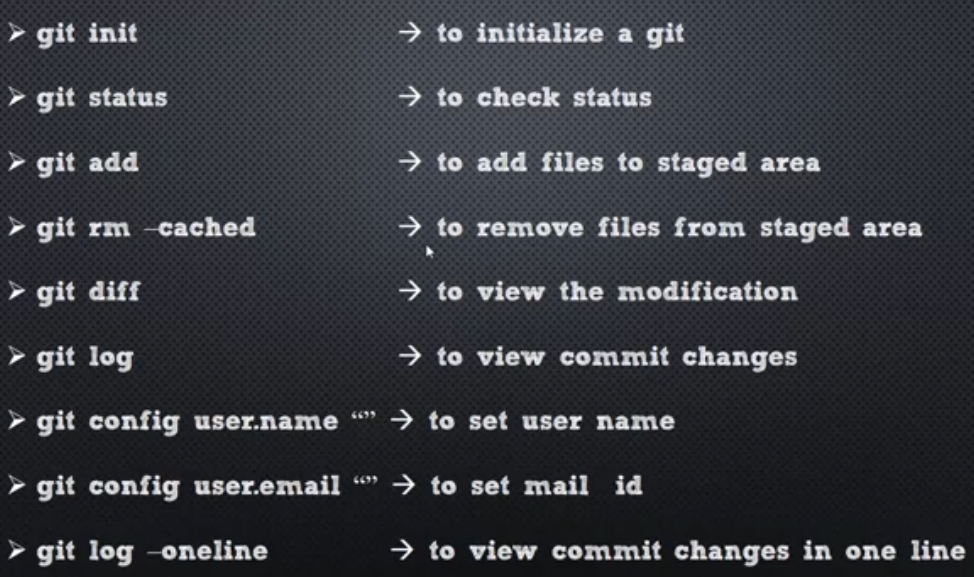 ➢ git init → to initialize a git
➢ git status → to check status
➢ git add → to add files to staged area
➢ git rm –cached → to remove files from staged area
➢ git diff → to view the modification
➢ git log → to view commit changes
➢ git config user.name “” → to set user name
➢ git config user.email “” → to set mail id
➢ git log –oneline → to view commit changes in one line